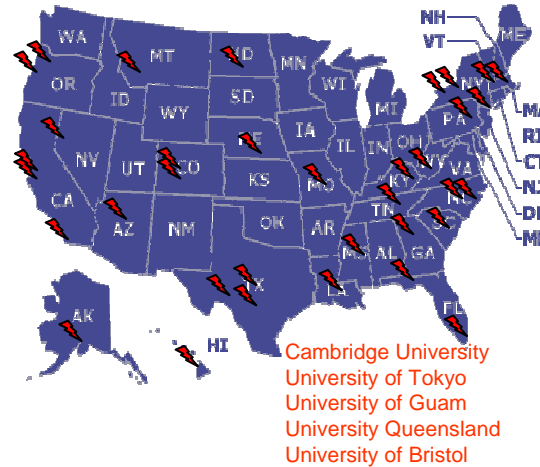 NH
VT
ME
WA
MT
ND
MN
OR
ID
SD
WI
MI
NY
WY
IA
PA
MA
NE
RI
NV
UT
CO
IL
IN
OH
WV
VA
CT
KS
MO
KY
NJ
CA
NC
DE
AZ
NM
OK
AR
TN
SC
MS
AL
GA
TX
LA
FL
AK
HI
Cambridge University
University of Tokyo
University of Guam
University Queensland
University of Bristol